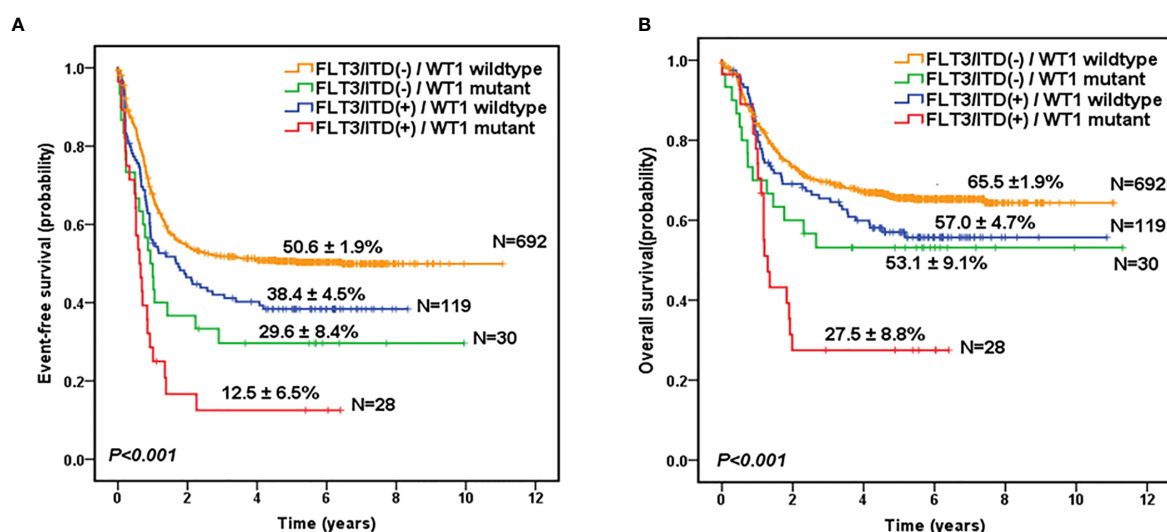 A
FLT3/ITD(-) / WT1 wildtype
FLT3/ITD(-) / WT1 mutant
FLT3/ITD(+) / WT1 wildtype
FLT3/ITD(+) / WT1 mutant
Event-free survival (probability)
1.0
0.8
0.6
0.4
0.2
0.0
50.6 ± 1.9%
N=692
38.4 ± 4.5%
N=119
29.6 ± 8.4%
N=30
12.5 ± 6.5%
N=28
P<0.001
0 2 4 6 8 10 12
Time (years)
B
FLT3/ITD(-) / WT1 wildtype
FLT3/ITD(-) / WT1 mutant
FLT3/ITD(+) / WT1 wildtype
FLT3/ITD(+) / WT1 mutant
Overall survival(probability)
1.0
0.8
0.6
0.4
0.2
0.0
65.5 ±1.9%
N=692
57.0 ± 4.7%
N=119
53.1 ± 9.1%
N=30
27.5 ± 8.8%
N=28
P<0.001
0 2 4 6 8 10 12
Time (years)